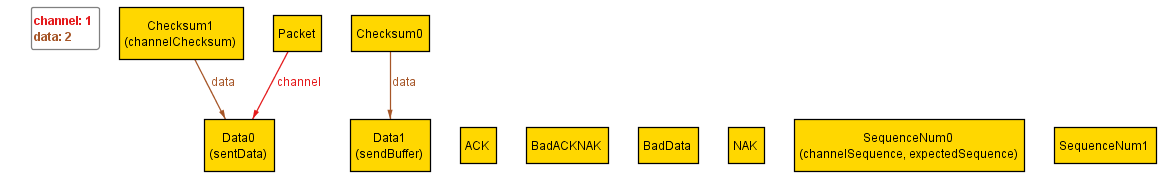 channel: 1
data: 2
Checksum1
(channelChecksum)
Packet
Checksum0
data
channel
data
Data0
(sentData)
Data1
(sendBuffer)
ACK
BadACKNAK
BadData
NAK
SequenceNum0
(channelSequence, expectedSequence)
SequenceNum1